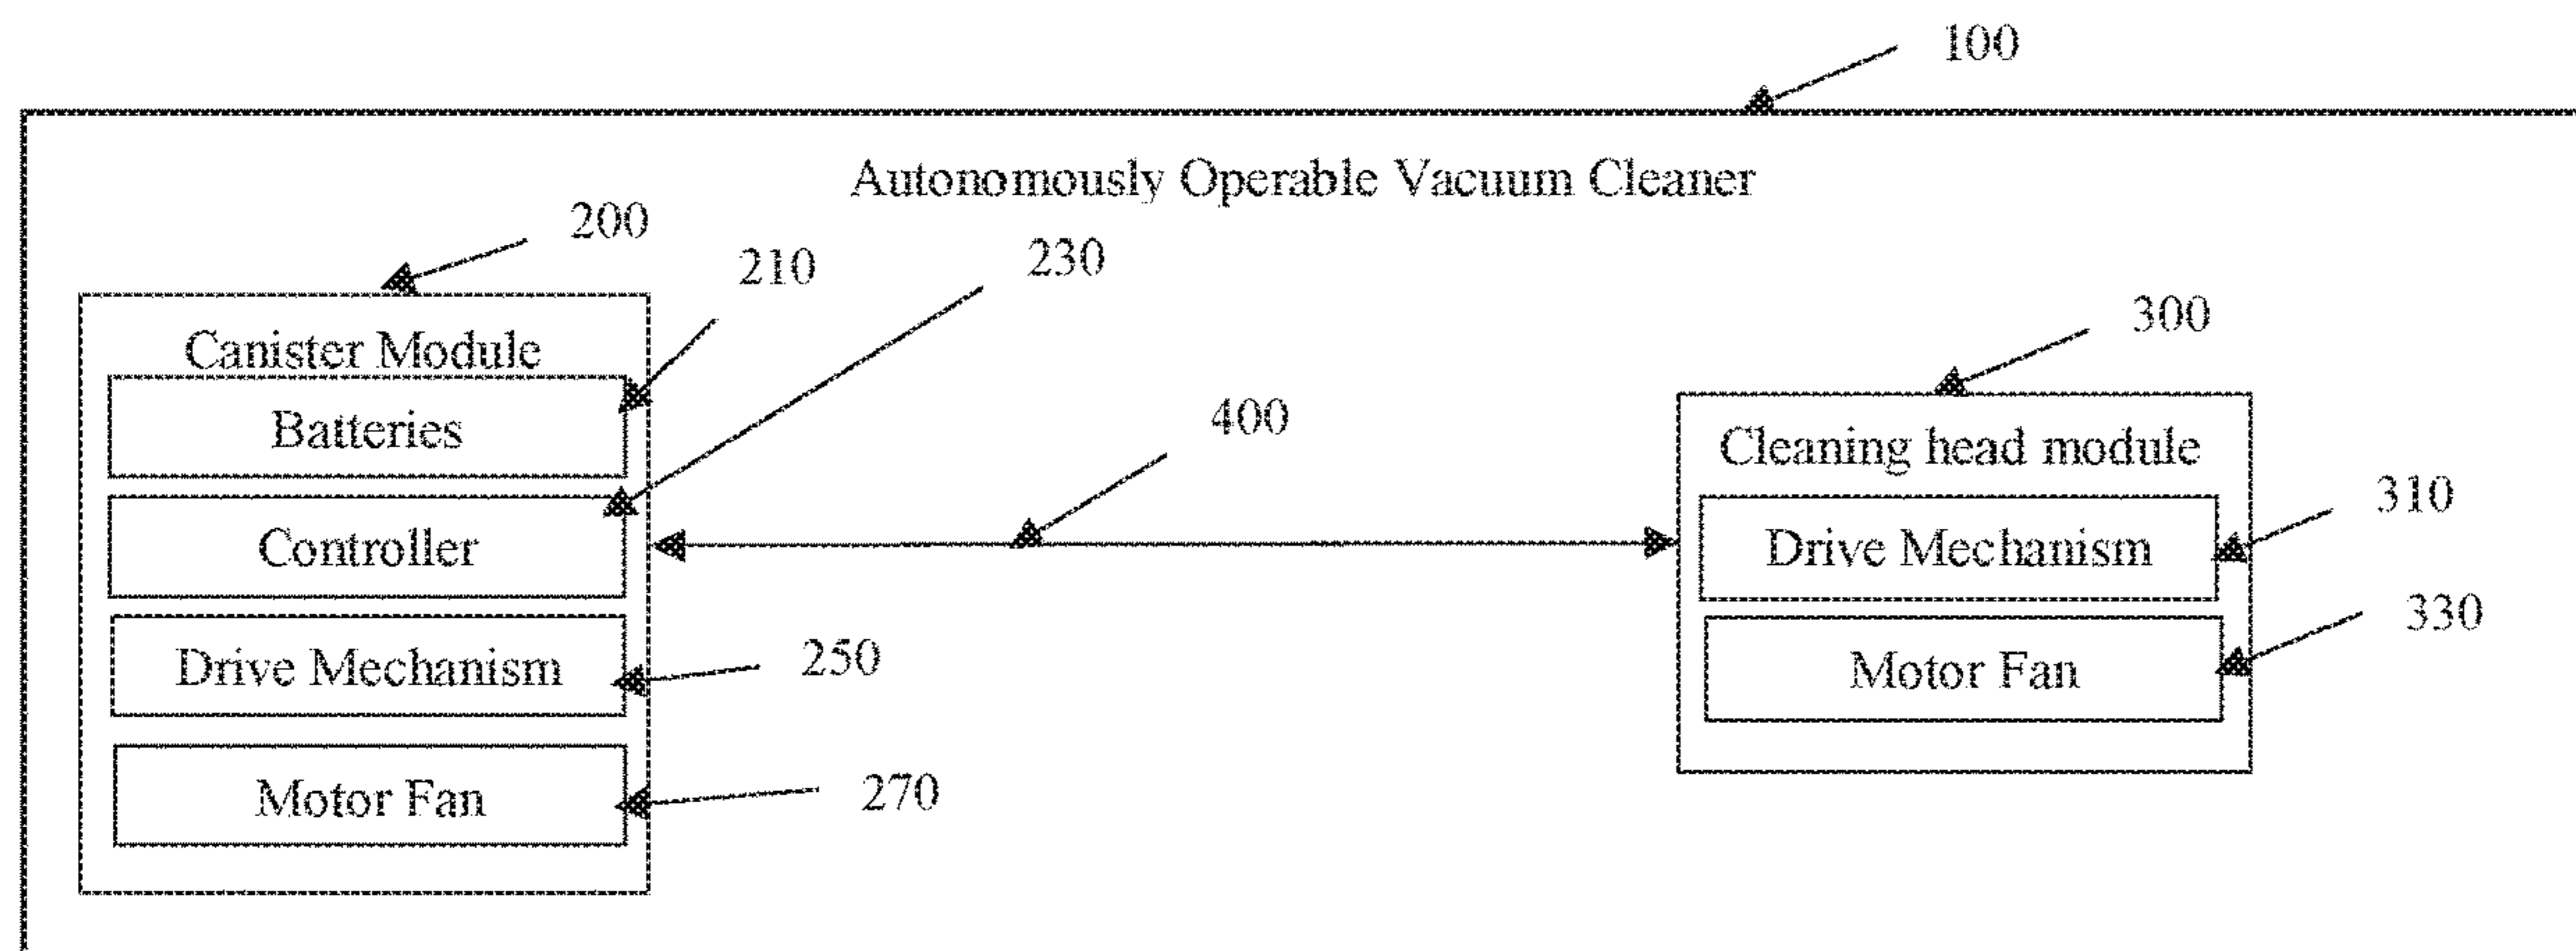 100
Autonomously Operable Vacuum Cleaner
200
210
230
300
Canister Module
Batteries
400
Cleaning head module
310
Controller
Drive Mechanism
330
Drive Mechanism
250
Motor Fan
Motor Fan
270